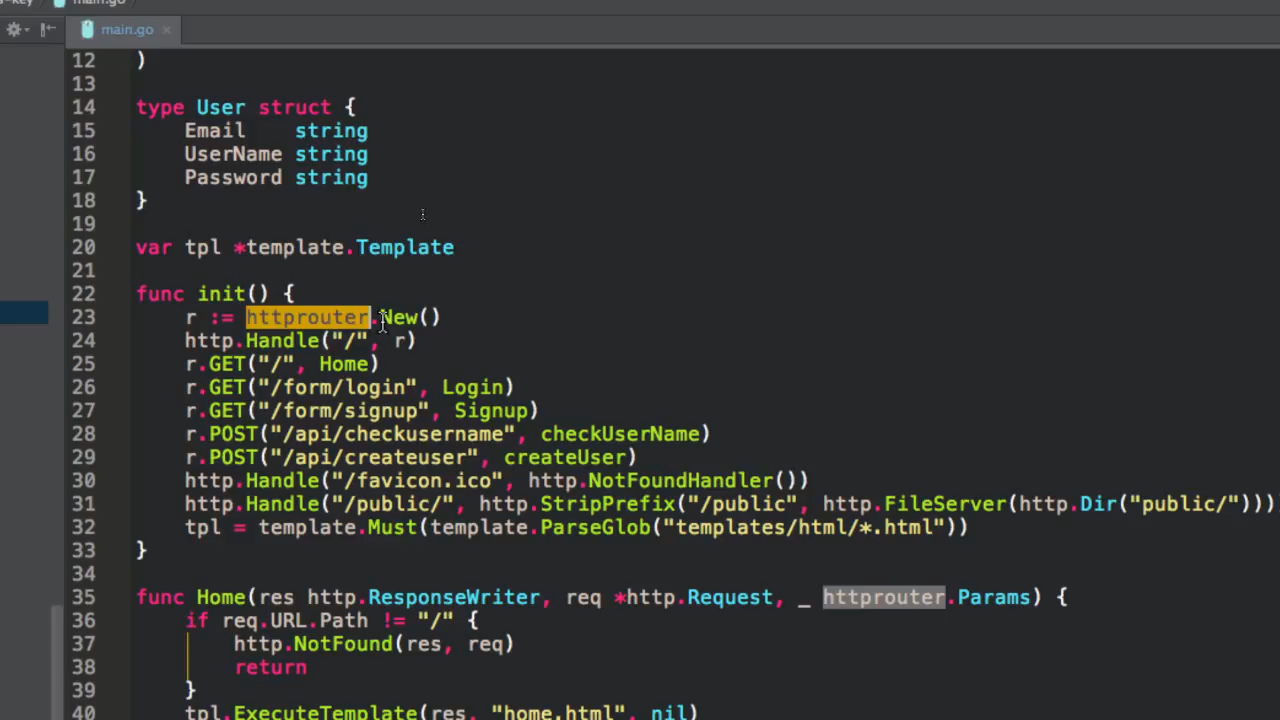 main.go
main.go
12 )
13
14 type User struct {
15 Email    string
16 UserName string
17 Password string
18 }
19
20 var tpl *template.Template
21
22 func init() {
23 r := httprouter.New()
24 http.Handle("/", r)
25 r.GET("/", Home)
26 r.GET("/form/login", Login)
27 r.GET("/form/signup", Signup)
28 r.POST("/api/checkusername", checkUserName)
29 r.POST("/api/createuser", createUser)
30 http.Handle("/favicon.ico", http.NotFoundHandler())
31 http.Handle("/public/", http.StripPrefix("/public", http.FileServer(http.Dir("public/"))))
32 tpl = template.Must(template.ParseGlob("templates/html/*.html"))
33 }
34
35 func Home(res http.ResponseWriter, req *http.Request, _ httprouter.Params) {
36 if req.URL.Path != "/" {
37 http.NotFound(res, req)
38 return
39 }
40 tpl.ExecuteTemplate(res, "home.html", nil)